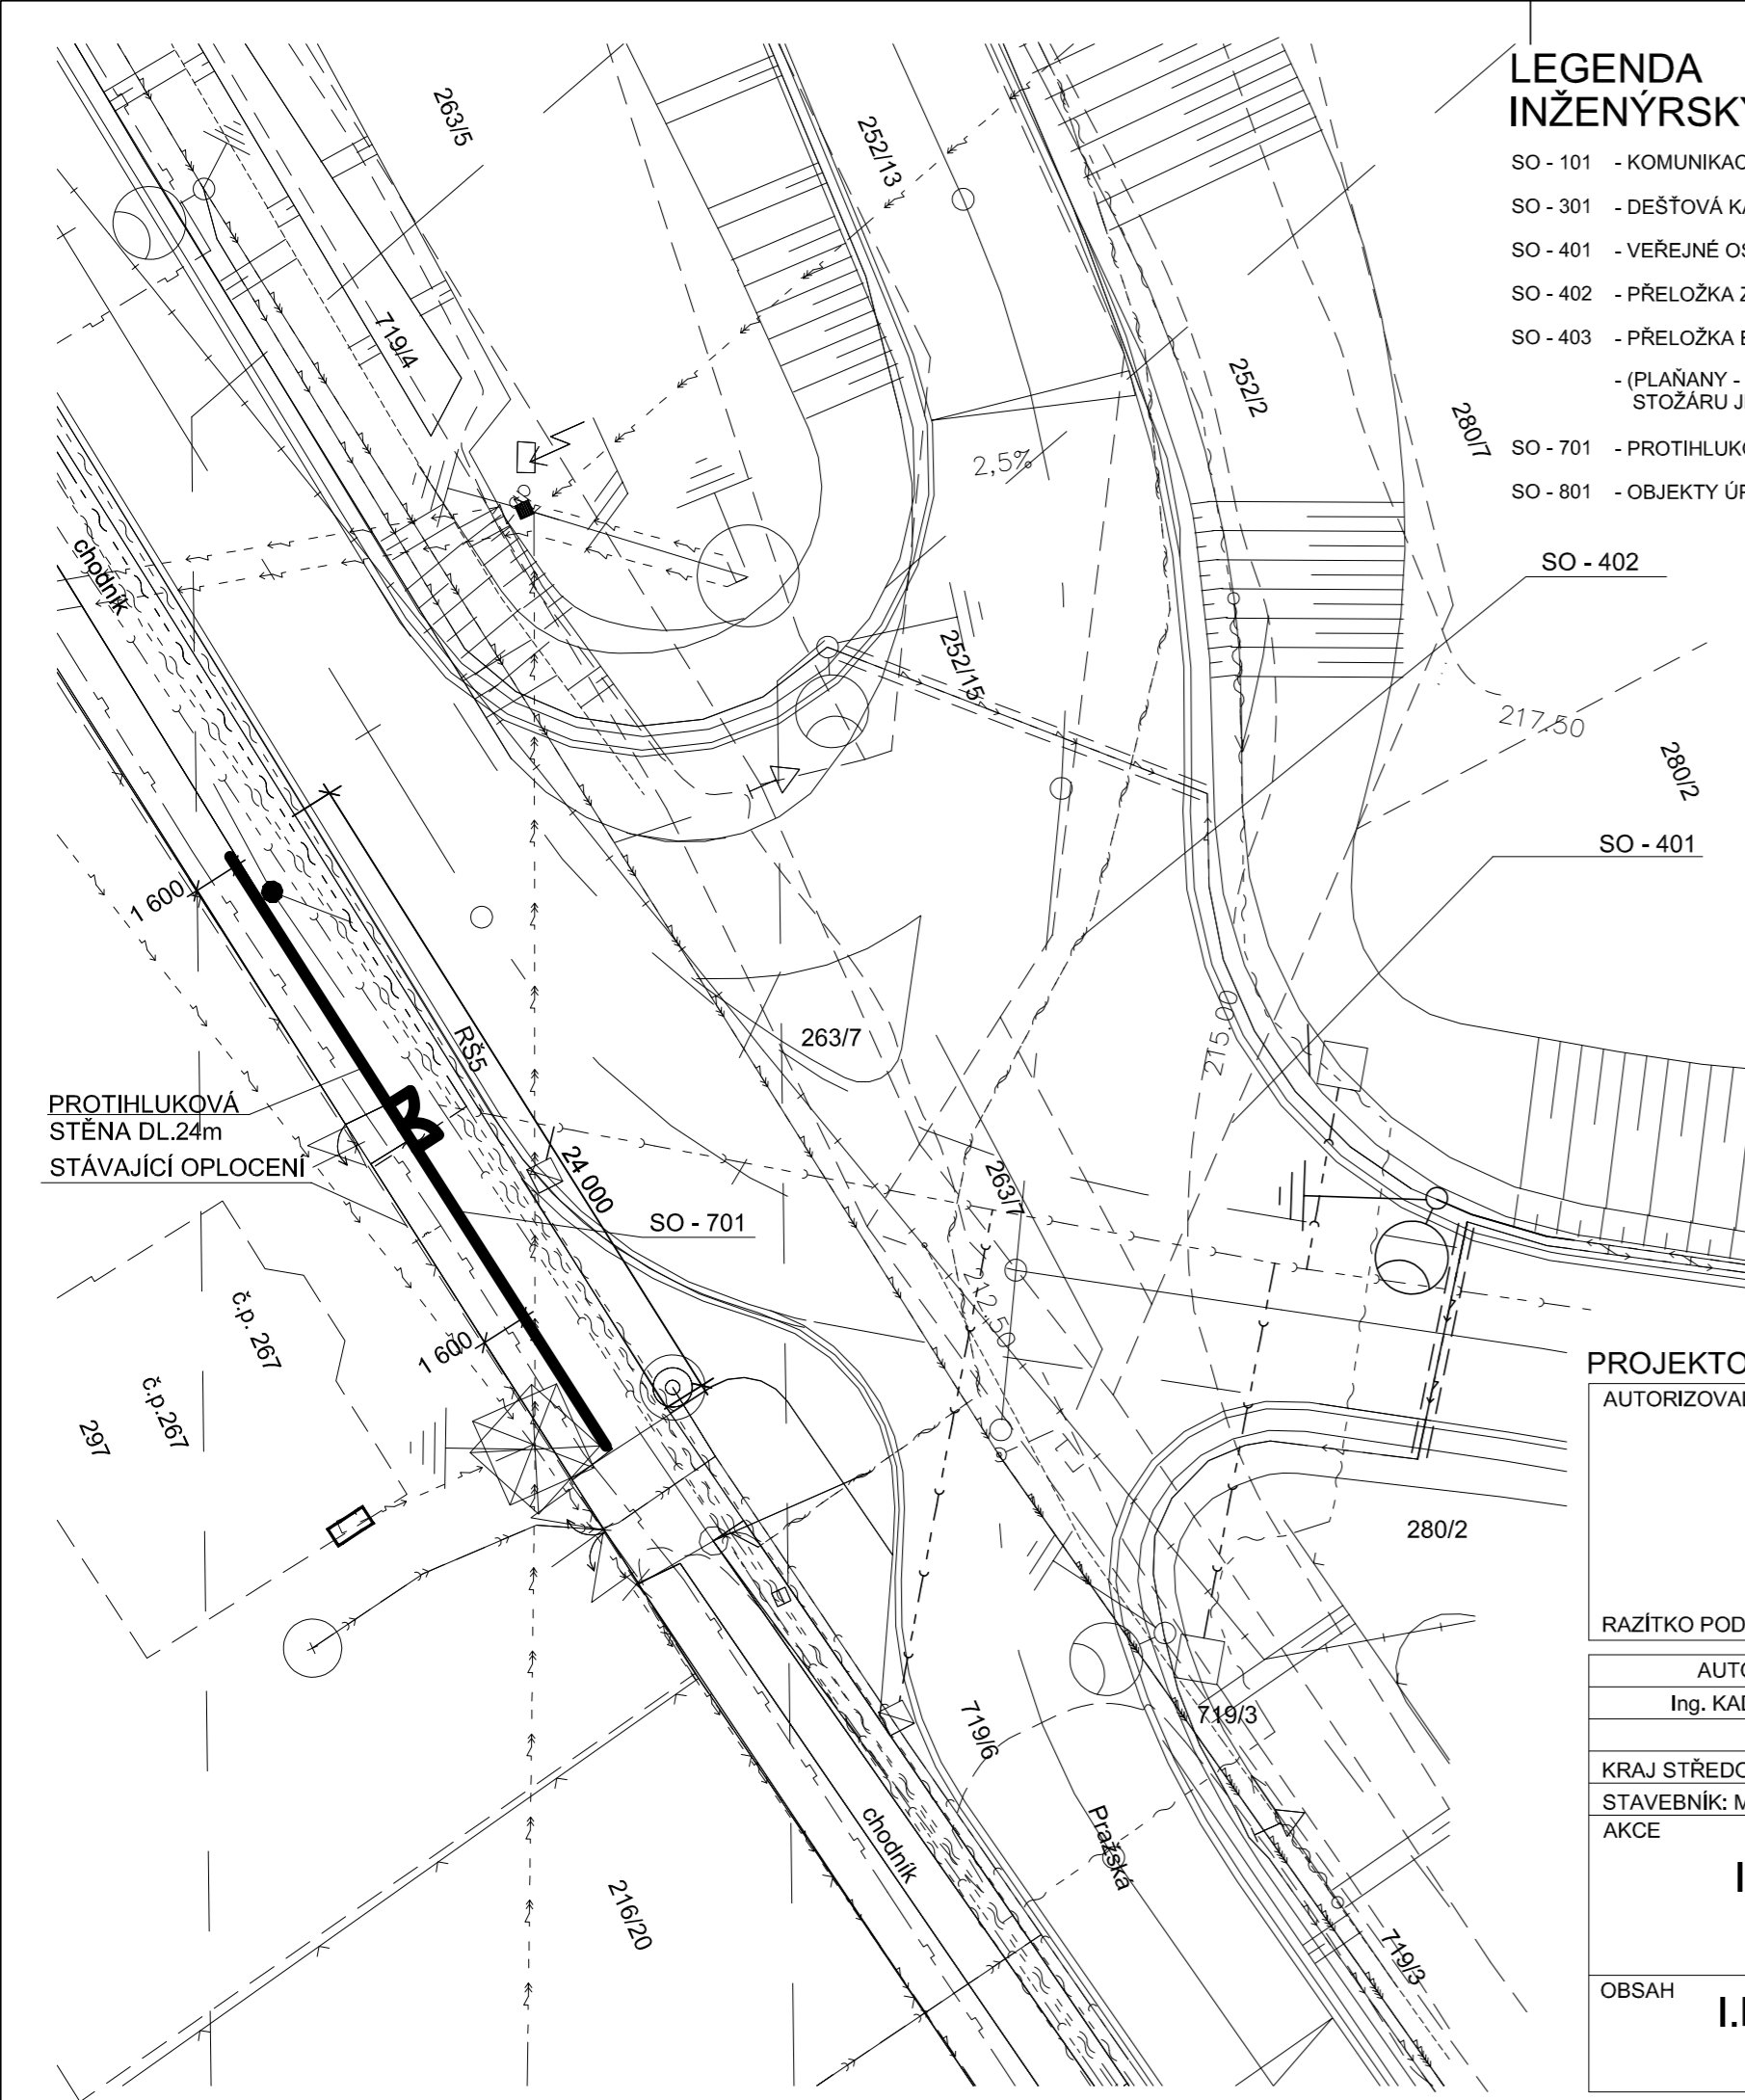 LEGENDA
INŽENÝRSK
SO - 101 - KOMUNIKAC
SO - 301 - DEŠŤOVÁ K
SO - 401 - VEŘEJNÉ O
SO - 402 - PŘELOŽKA
SO - 403 - PŘELOŽKA
- (PLAŇANY -
STOŽÁRU J
SO - 701 - PROTIHLUK
SO - 801 - OBJEKTY Ú
263/5
252/13
719/4
252/2
280/7
2,5%
SO - 402
chodník
252/15
217.50
280/2
SO - 401
1 600
215.00
263/7
RŠ5
PROTIHLUKOVÁ
STĚNA DL.24m
STÁVAJÍCÍ OPLOCENÍ
24 000
263/7
SO - 701
212.50
č.p. 267
1 600
č.p.267
297
280/2
719/6
719/3
chodník
Pražská
216/20
719/3
PROJEKTO
AUTORIZOVA
RAZÍTKO POD
AUTO
Ing. KA
KRAJ STŘEDO
STAVEBNÍK: M
AKCE
I
OBSAH
I.